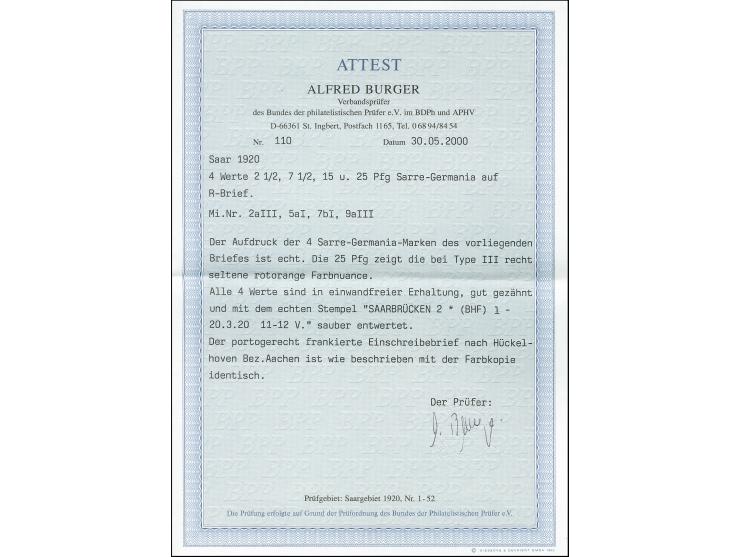 ATTEST
ALFRED BURGER
Verbandsprüfer
des Bundes der philatelistischen Prüfer e.V. im BDPh und APHV
D-66361 St. Ingbert, Postfach 1165, Tel. 0 68 94/84 54
Nr. 110 Datum 30.05.2000
Saar 1920
4 Werte 2 1/2, 7 1/2, 15 u. 25 Pfg Sarre-Germania auf
R-Brief.
Mi.Nr. 2aIII, 5aI, 7bI, 9aIII
Der Aufdruck der 4 Sarre-Germania-Marken des vorliegenden
Briefes ist echt. Die 25 Pfg zeigt die bei Type III recht
seltene rotorange Farbnuance.
Alle 4 Werte sind in einwandfreier Erhaltung, gut gezähnt
und mit dem echten Stempel "SAARBRÜCKEN 2 * (BHF) l -
20.3.20 11-12 V." sauber entwertet.
Der portogerecht frankierte Einschreibebrief nach Hückel-
hoven Bez.Aachen ist wie beschrieben mit der Farbkopie
identisch.
Der Prüfer:
Prüfgebiet: Saargebiet 1920, Nr. 1 - 52
Die Prüfung erfolgte auf Grund der Prüfordnung des Bundes der Philatelistischen Prüfer e.V.